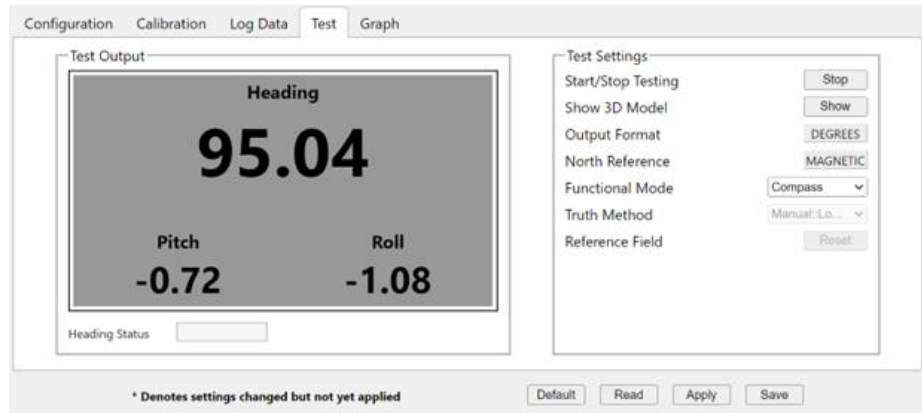 Configuration Calibration Log Data Test Graph
Test Output
Heading
95.04
Pitch Roll
-0.72 -1.08
Heading Status
Test Settings
Start/Stop Testing Stop
Show 3D Model Show
Output Format DEGREES
North Reference MAGNETIC
Functional Mode Compass
Truth Method Manual::Lo...
Reference Field Reset
* Denotes settings changed but not yet applied
Default Read Apply Save